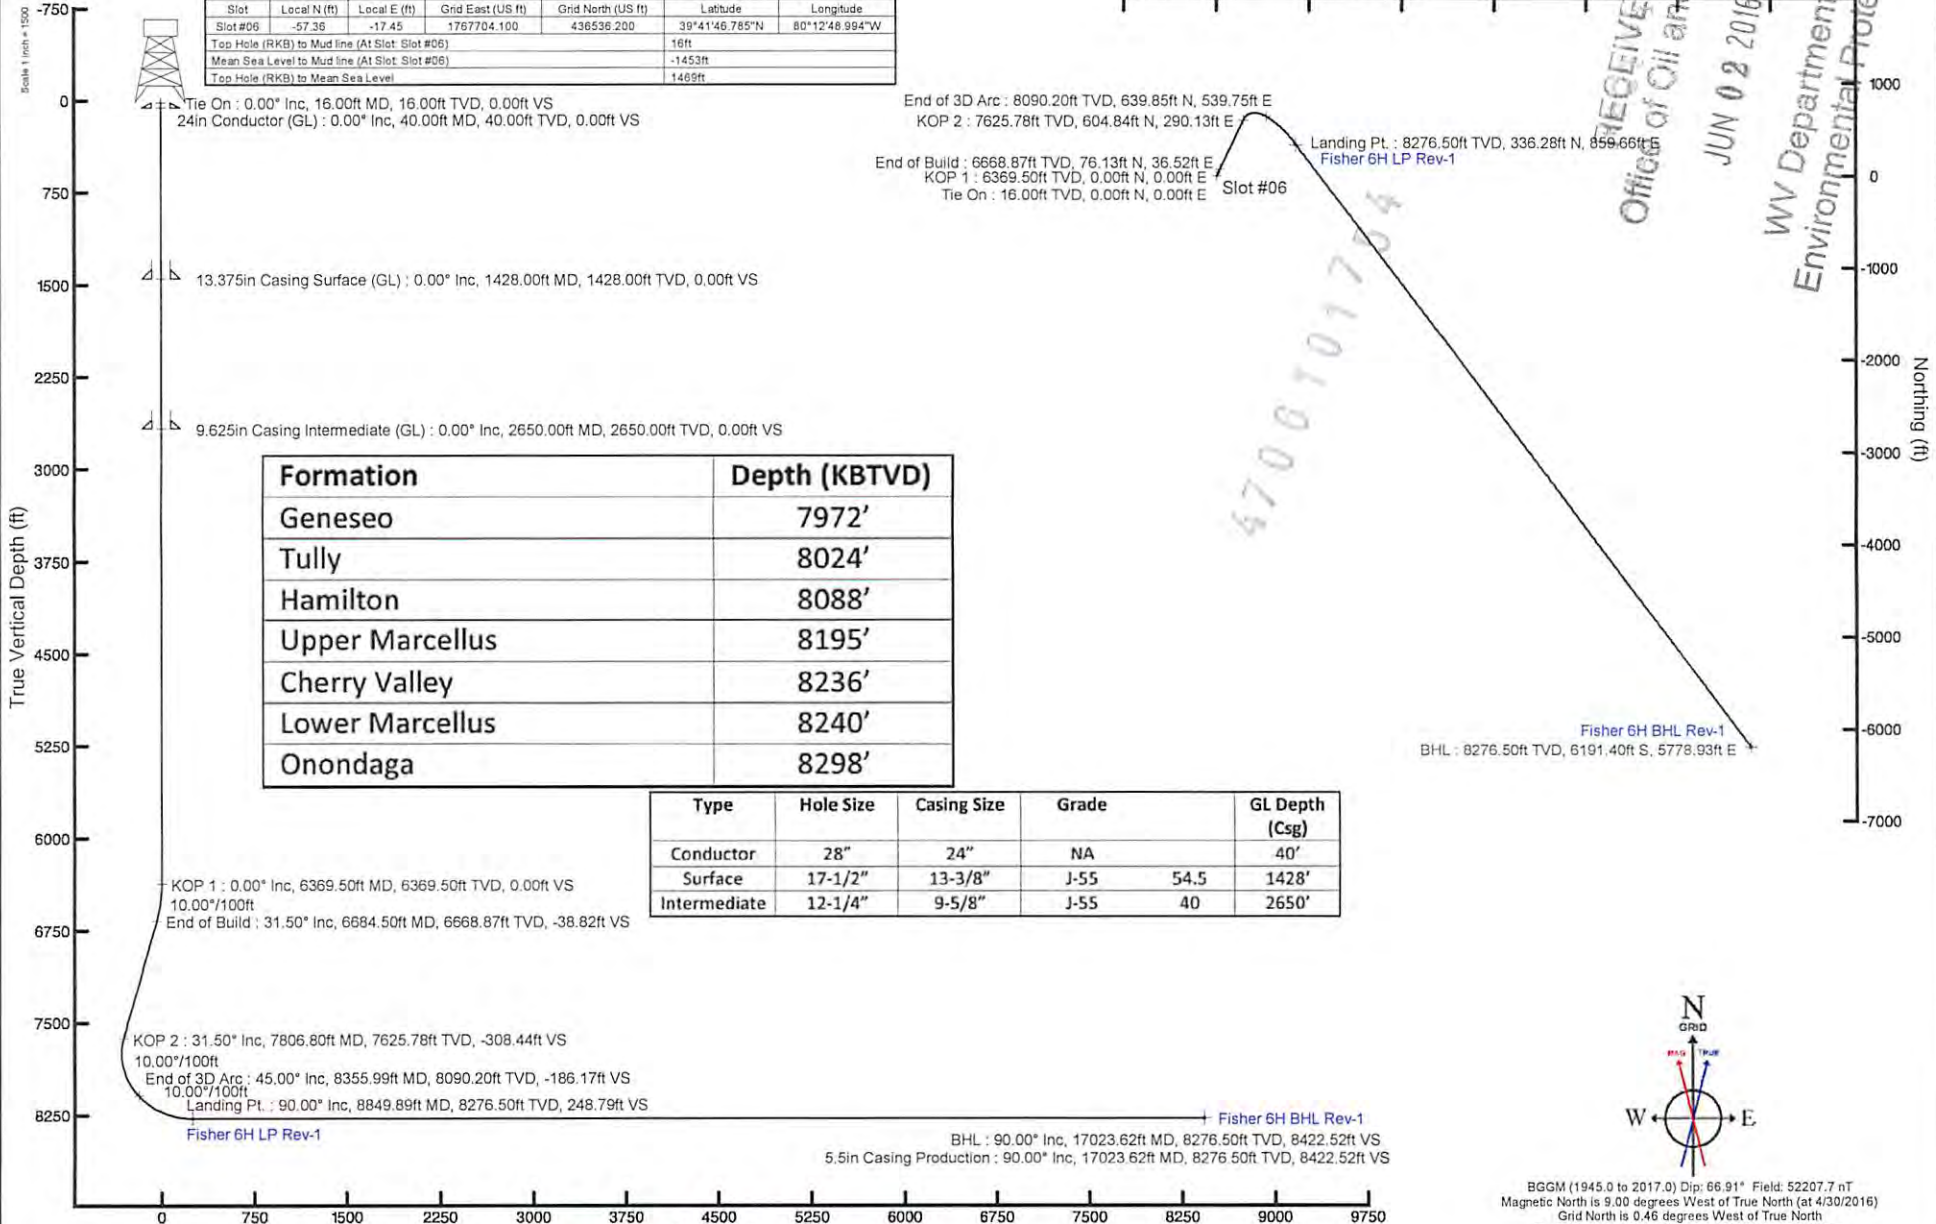 Scale 1 inch = 1500
-750
Slot Local N (ft) Local E (ft) Grid East (US ft) Grid North (US ft) Latitude Longitude
Slot #06 -57.36 -17.45 1767704.100 436536.200 39°41'46.785"N 80°12'48.994"W
Top Hole (RKB) to Mud line (At Slot: Slot #06) 16ft
Mean Sea Level to Mud line (At Slot: Slot #06) -1453ft
Top Hole (RKB) to Mean Sea Level 1469ft
0
Tie On : 0.00° Inc, 16.00ft MD, 16.00ft TVD, 0.00ft VS
24in Conductor (GL) : 0.00° Inc, 40.00ft MD, 40.00ft TVD, 0.00ft VS
750
13.375in Casing Surface (GL) : 0.00° Inc, 1428.00ft MD, 1428.00ft TVD, 0.00ft VS
1500
2250
9.625in Casing Intermediate (GL) : 0.00° Inc, 2650.00ft MD, 2650.00ft TVD, 0.00ft VS
3000
3750
4500
5250
6000
6750
7500
8250
True Vertical Depth (ft)
Formation Depth (KBTVD)
Geneseo 7972'
Tully 8024'
Hamilton 8088'
Upper Marcellus 8195'
Cherry Valley 8236'
Lower Marcellus 8240'
Onondaga 8298'
Type Hole Size Casing Size Grade GL Depth
(Csg)
Conductor 28" 24" NA 40'
Surface 17-1/2" 13-3/8" J-55 54.5 1428'
Intermediate 12-1/4" 9-5/8" J-55 40 2650'
KOP 1 : 0.00° Inc, 6369.50ft MD, 6369.50ft TVD, 0.00ft VS
10.00°/100ft
End of Build : 31.50° Inc, 6684.50ft MD, 6668.87ft TVD, -38.82ft VS
KOP 2 : 31.50° Inc, 7806.80ft MD, 7625.78ft TVD, -308.44ft VS
10.00°/100ft
End of 3D Arc : 45.00° Inc, 8355.99ft MD, 8090.20ft TVD, -186.17ft VS
10.00°/100ft
Landing Pt. : 90.00° Inc, 8849.89ft MD, 8276.50ft TVD, 248.79ft VS
Fisher 6H LP Rev-1
Fisher 6H BHL Rev-1
BHL : 90.00° Inc, 17023.62ft MD, 8276.50ft TVD, 8422.52ft VS
5.5in Casing Production : 90.00° Inc, 17023.62ft MD, 8276.50ft TVD, 8422.52ft VS
0 750 1500 2250 3000 3750 4500 5250 6000 6750 7500 8250 9000 9750
End of 3D Arc : 8090.20ft TVD, 639.85ft N, 539.75ft E
KOP 2 : 7625.78ft TVD, 604.84ft N, 290.13ft E
Landing Pt. : 8276.50ft TVD, 336.28ft N, 859.66ft E
Fisher 6H LP Rev-1
End of Build : 6668.87ft TVD, 76.13ft N, 36.52ft E
KOP 1 : 6369.50ft TVD, 0.00ft N, 0.00ft E
Tie On : 16.00ft TVD, 0.00ft N, 0.00ft E
Slot #06
Fisher 6H BHL Rev-1
BHL : 8276.50ft TVD, 6191.40ft S, 5778.93ft E
1000
0
-1000
-2000
-3000
-4000
-5000
-6000
-7000
Northing (ft)
Office of Oil and
JUN 02 2016
WV Department
Environmental
N
GRID
MAG TRUE
W E
BGGM (1945.0 to 2017.0) Dip: 66.91° Field: 52207.7 nT
Magnetic North is 9.00 degrees West of True North (at 4/30/2016)
Grid North is 0.46 degrees West of True North